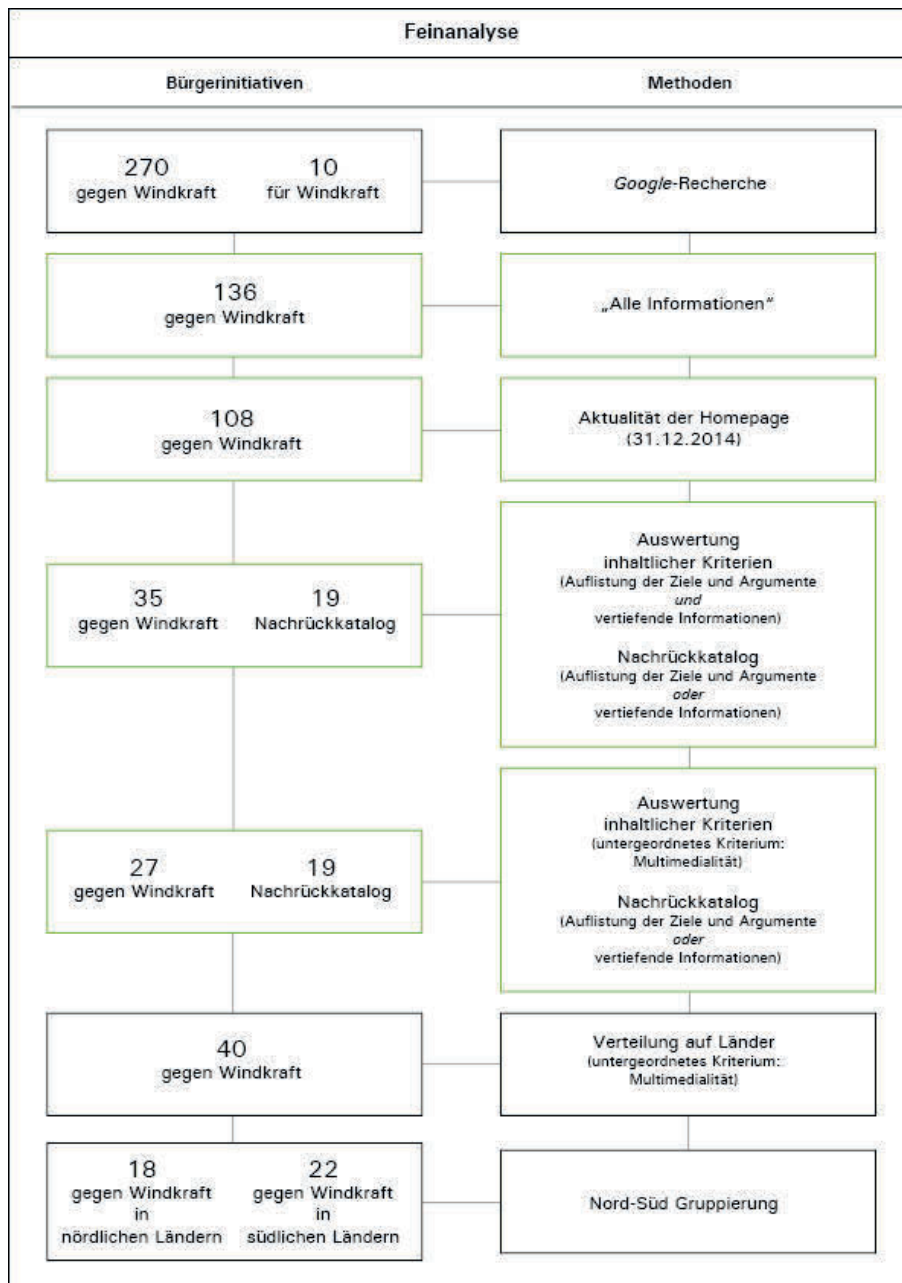 Feinanalyse
Bürgerinitiativen
Methoden
270
gegen Windkraft
10
für Windkraft
Google-Recherche
136
gegen Windkraft
„Alle Informationen“
108
gegen Windkraft
Aktualität der Homepage
(31.12.2014)
35
gegen Windkraft
19
Nachrückkatalog
Auswertung
inhaltlicher Kriterien
(Auflistung der Ziele und Argumente
und
vertiefende Informationen)
Nachrückkatalog
(Auflistung der Ziele und Argumente
oder
vertiefende Informationen)
27
gegen Windkraft
19
Nachrückkatalog
Auswertung
inhaltlicher Kriterien
(untergeordnetes Kriterium:
Multimedialität)
Nachrückkatalog
(Auflistung der Ziele und Argumente
oder
vertiefende Informationen)
40
gegen Windkraft
Verteilung auf Länder
(untergeordnetes Kriterium:
Multimedialität)
18
gegen Windkraft
in
nördlichen Ländern
22
gegen Windkraft
in
südlichen Ländern
Nord-Süd Gruppierung